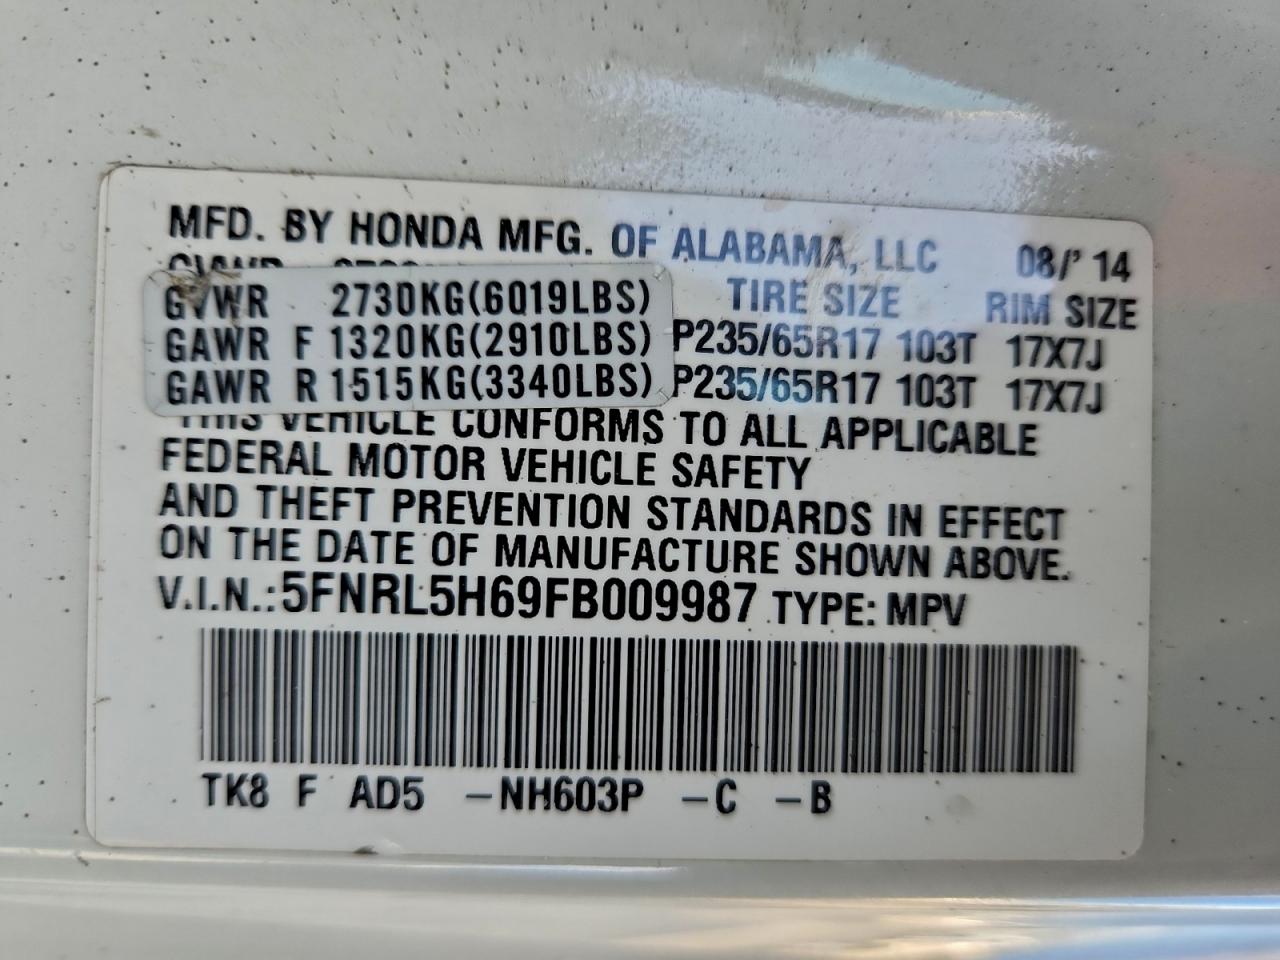 MFD. BY HONDA MFG. OF ALABAMA, LLC 08/' 14
GVWR 2730KG(6019LBS) TIRE SIZE RIM SIZE
GAWR F 1320KG(2910LBS) P235/65R17 103T 17X7J
GAWR R 1515KG(3340LBS) P235/65R17 103T 17X7J
THIS VEHICLE CONFORMS TO ALL APPLICABLE
FEDERAL MOTOR VEHICLE SAFETY
AND THEFT PREVENTION STANDARDS IN EFFECT
ON THE DATE OF MANUFACTURE SHOWN ABOVE.
V.I.N.:5FNRL5H69FB009987 TYPE: MPV
TK8 F AD5 -NH603P -C -B